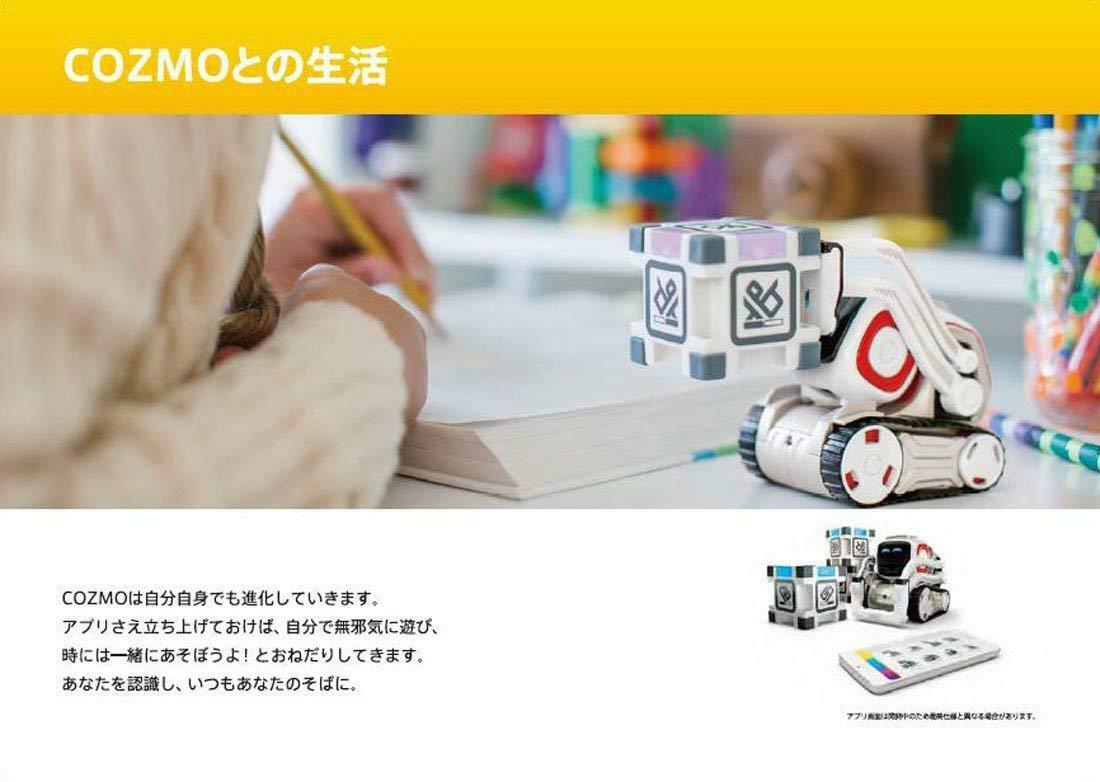 COZMOとの生活
COZMOは自分自身でも進化していきます。
アプリさえ立ち上げておけば、自分で無邪気に遊び、
時には一緒にあそぼうよ！とおねだりしてきます。
あなたを認識し、いつもあなたのそばに。
アプリ画面は開発中のため最終仕様と異なる場合があります。